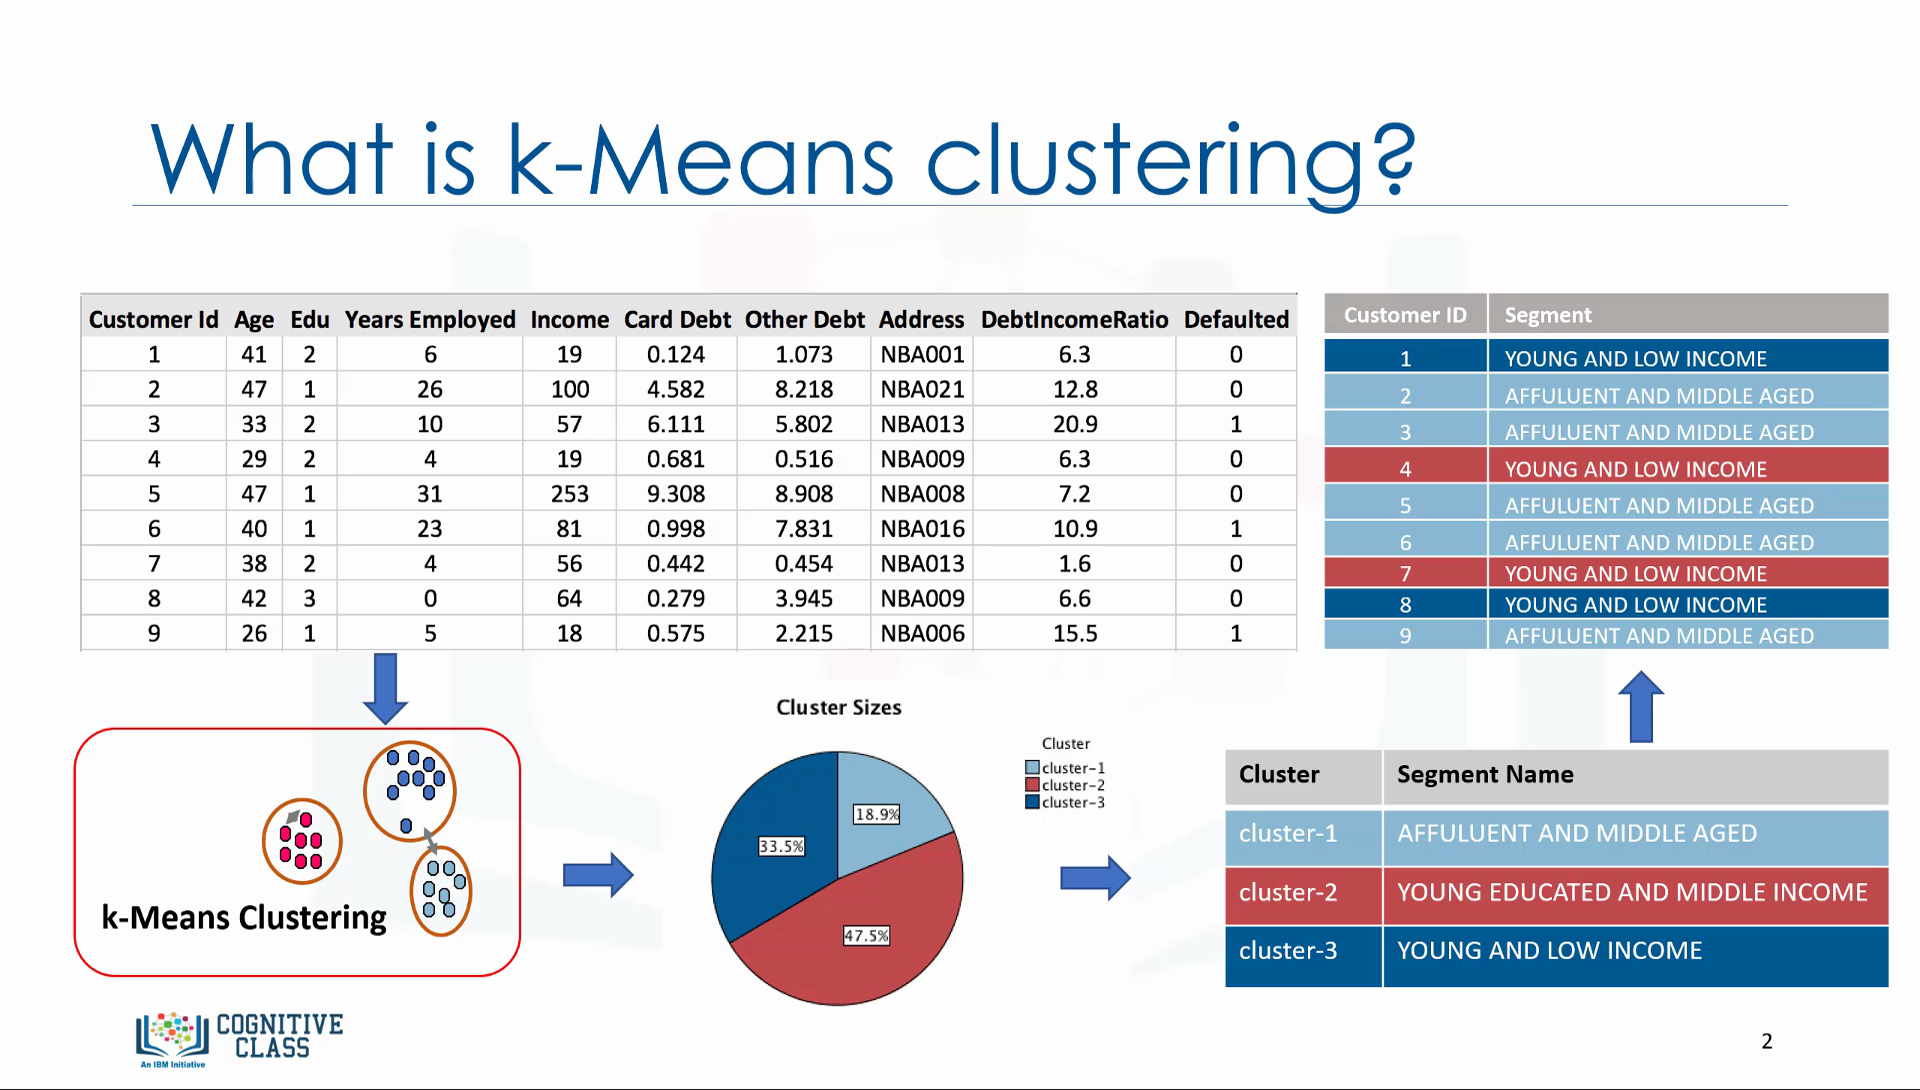 What is k-Means clustering?
Customer Id Age Edu Years Employed Income Card Debt Other Debt Address DebtIncomeRatio Defaulted
1 41 2 6 19 0.124 1.073 NBA001 6.3 0
2 47 1 26 100 4.582 8.218 NBA021 12.8 0
3 33 2 10 57 6.111 5.802 NBA013 20.9 1
4 29 2 4 19 0.681 0.516 NBA009 6.3 0
5 47 1 31 253 9.308 8.908 NBA008 7.2 0
6 40 1 23 81 0.998 7.831 NBA016 10.9 1
7 38 2 4 56 0.442 0.454 NBA013 1.6 0
8 42 3 0 64 0.279 3.945 NBA009 6.6 0
9 26 1 5 18 0.575 2.215 NBA006 15.5 1
Customer ID Segment
1 YOUNG AND LOW INCOME
2 AFFULUENT AND MIDDLE AGED
3 AFFULUENT AND MIDDLE AGED
4 YOUNG AND LOW INCOME
5 AFFULUENT AND MIDDLE AGED
6 AFFULUENT AND MIDDLE AGED
7 YOUNG AND LOW INCOME
8 YOUNG AND LOW INCOME
9 AFFULUENT AND MIDDLE AGED
k-Means Clustering
Cluster Sizes
Cluster
cluster-1
cluster-2
cluster-3
18.9%
33.5%
47.5%
Cluster Segment Name
cluster-1 AFFULUENT AND MIDDLE AGED
cluster-2 YOUNG EDUCATED AND MIDDLE INCOME
cluster-3 YOUNG AND LOW INCOME
COGNITIVE
CLASS
An IBM Initiative
2